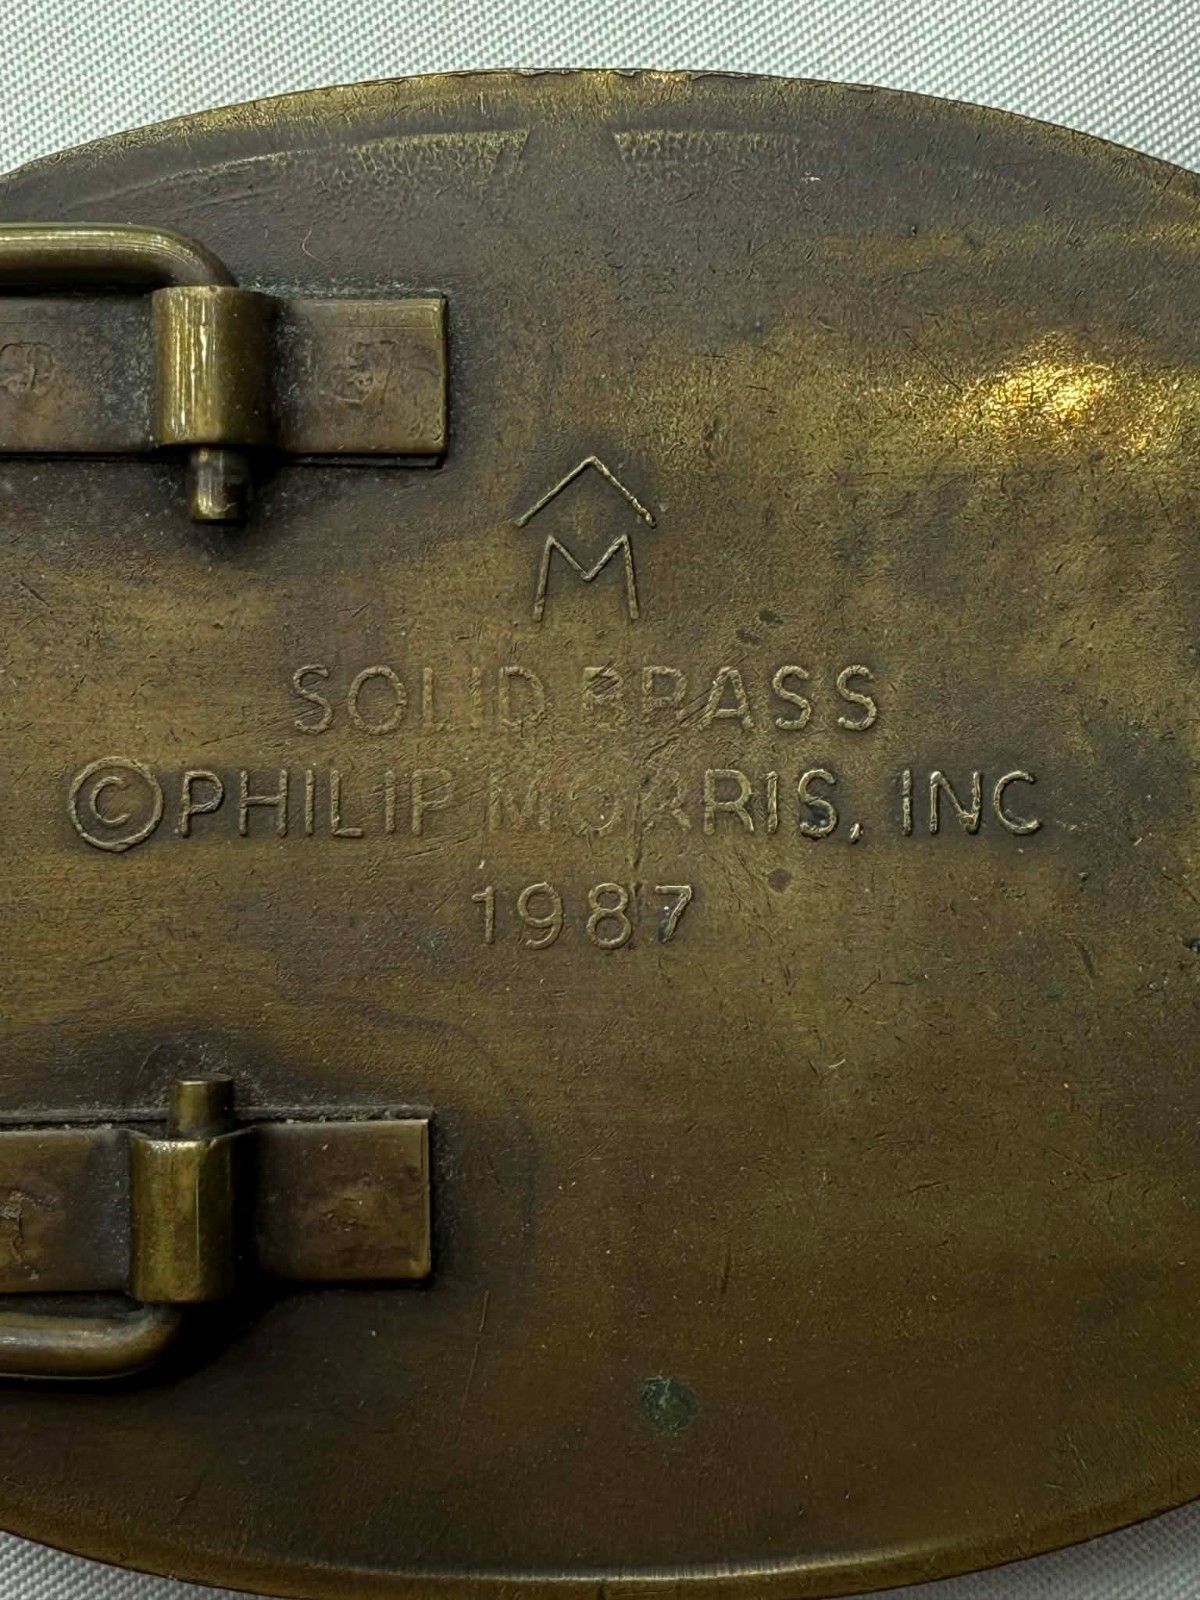 M
SOLID BRASS
©PHILIP MORRIS, INC
1987